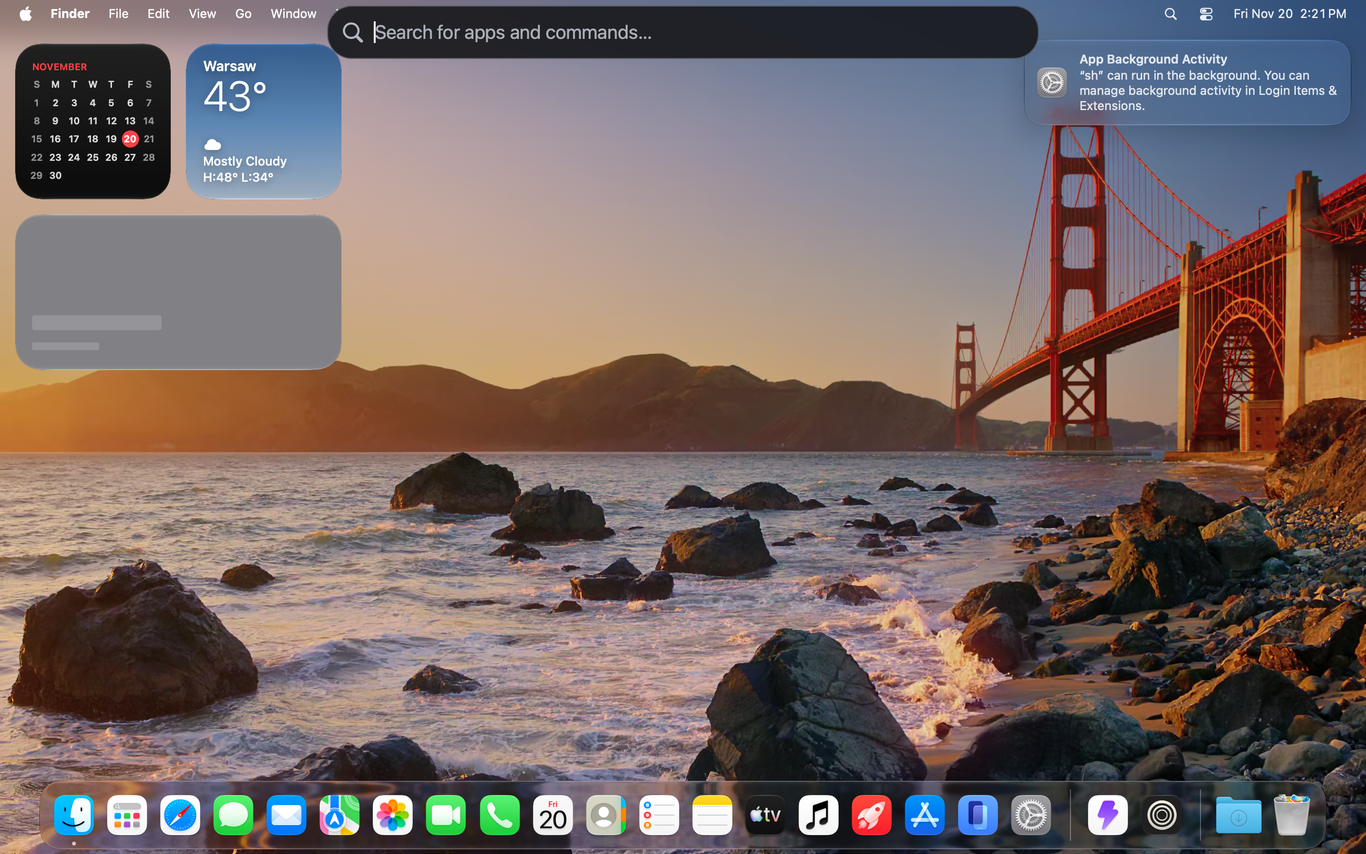 Finder File Edit View Go Window
Search for apps and commands...
Fri Nov 20 2:21 PM
NOVEMBER
S M T W T F S
1 2 3 4 5 6 7
8 9 10 11 12 13 14
15 16 17 18 19 20 21
22 23 24 25 26 27 28
29 30
Warsaw
43°
Mostly Cloudy
H:48° L:34°
App Background Activity
“sh” can run in the background. You can
manage background activity in Login Items &
Extensions.
Fri
20
tv